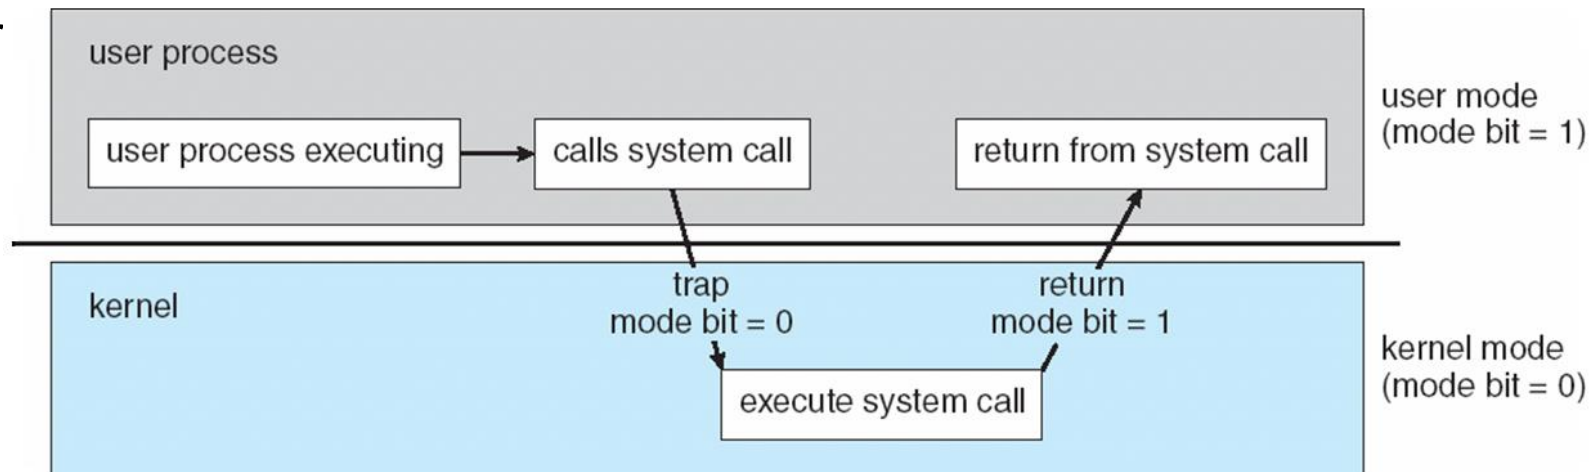 user process
user process executing
calls system call
return from system call
user mode
(mode bit = 1)
kernel
trap
mode bit = 0
return
mode bit = 1
execute system call
kernel mode
(mode bit = 0)